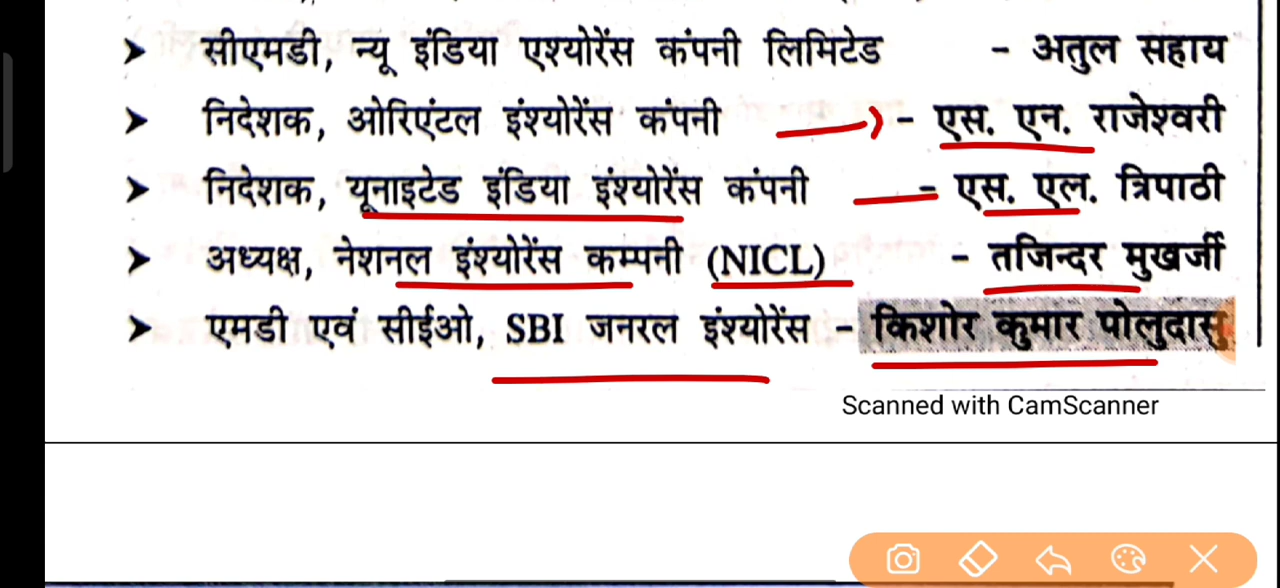 ➤ सीएमडी, न्यू इंडिया एश्योरेंस कंपनी लिमिटेड - अतुल सहाय
➤ निदेशक, ओरिएंटल इंश्योरेंस कंपनी - एस. एन. राजेश्वरी
➤ निदेशक, यूनाइटेड इंडिया इंश्योरेंस कंपनी - एस. एल. त्रिपाठी
➤ अध्यक्ष, नेशनल इंश्योरेंस कम्पनी (NICL) - तजिन्दर मुखर्जी
➤ एमडी एवं सीईओ, SBI जनरल इंश्योरेंस - किशोर कुमार पोलुदासु
Scanned with CamScanner